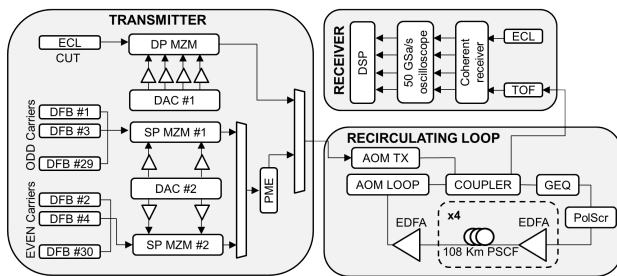 TRANSMITTER
ECL
CUT
DP MZM
DAC #1
ODD Carriers
DFB #1
DFB #3
DFB #29
SP MZM #1
DAC #2
EVEN Carriers
DFB #2
DFB #4
DFB #30
SP MZM #2
PME
RECEIVER
DSP
50 GSa/s
oscilloscope
Coherent
receiver
ECL
TOF
RECIRCULATING LOOP
AOM TX
AOM LOOP
COUPLER
GEQ
PolScr
x4
EDFA
EDFA
108 Km PSCF